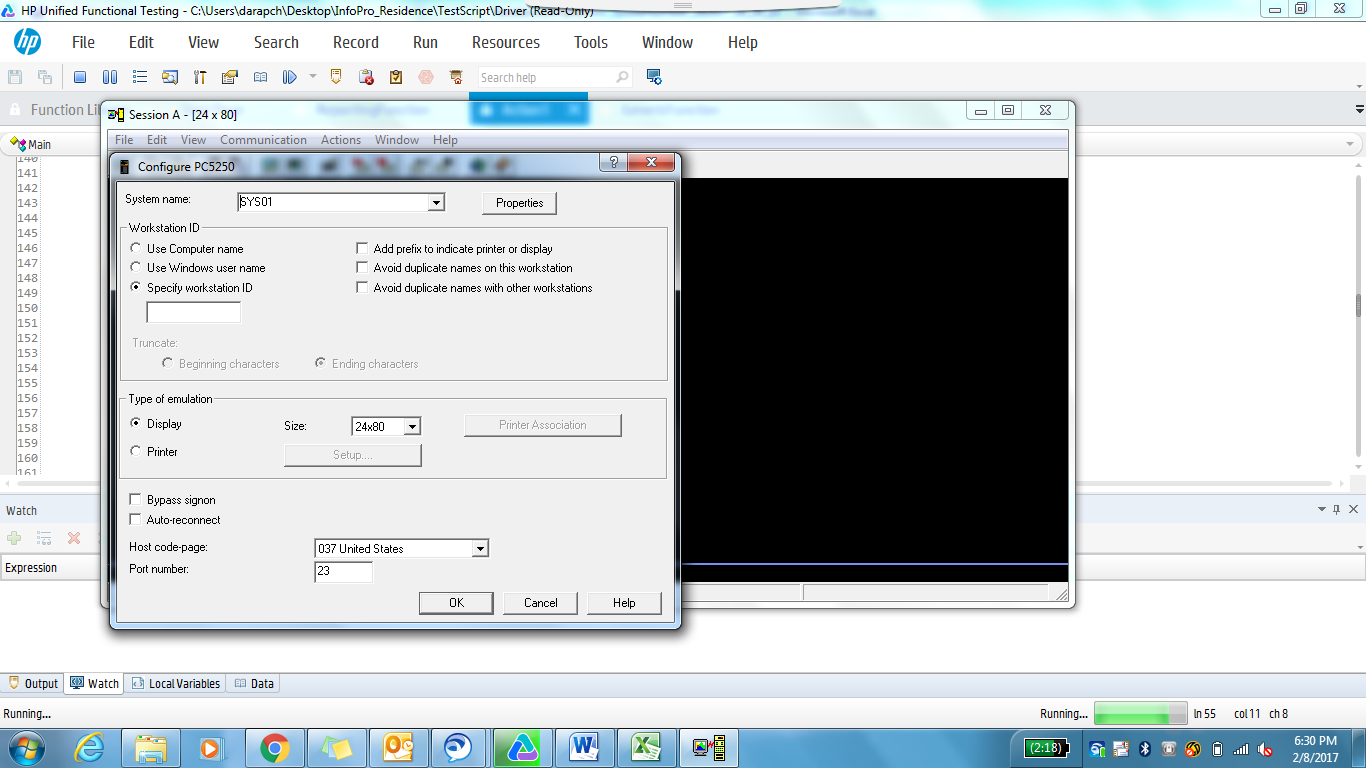 HP Unified Functional Testing - C:\Users\darapch\Desktop\InfoPro_Residence\TestScript\Driver (Read-Only)
hp File Edit View Search Record Run Resources Tools Window Help
Search help
Function Li
Main
Session A - [24 x 80]
File Edit View Communication Actions Window Help
Configure PC5250
System name: SYS01 Properties
Workstation ID
Use Computer name Add prefix to indicate printer or display
Use Windows user name Avoid duplicate names on this workstation
Specify workstation ID Avoid duplicate names with other workstations
Truncate:
Beginning characters Ending characters
Type of emulation
Display Size: 24x80 Printer Association
Printer Setup....
Bypass signon
Auto-reconnect
Host code-page: 037 United States
Port number: 23
OK Cancel Help
140
141
142
143
144
145
146
147
148
149
150
151
152
153
154
155
156
157
158
159
160
161
Watch
Expression
Output Watch Local Variables Data
Running... Running... ln 55 col 11 ch 8
(2:18) 6:30 PM
2/8/2017